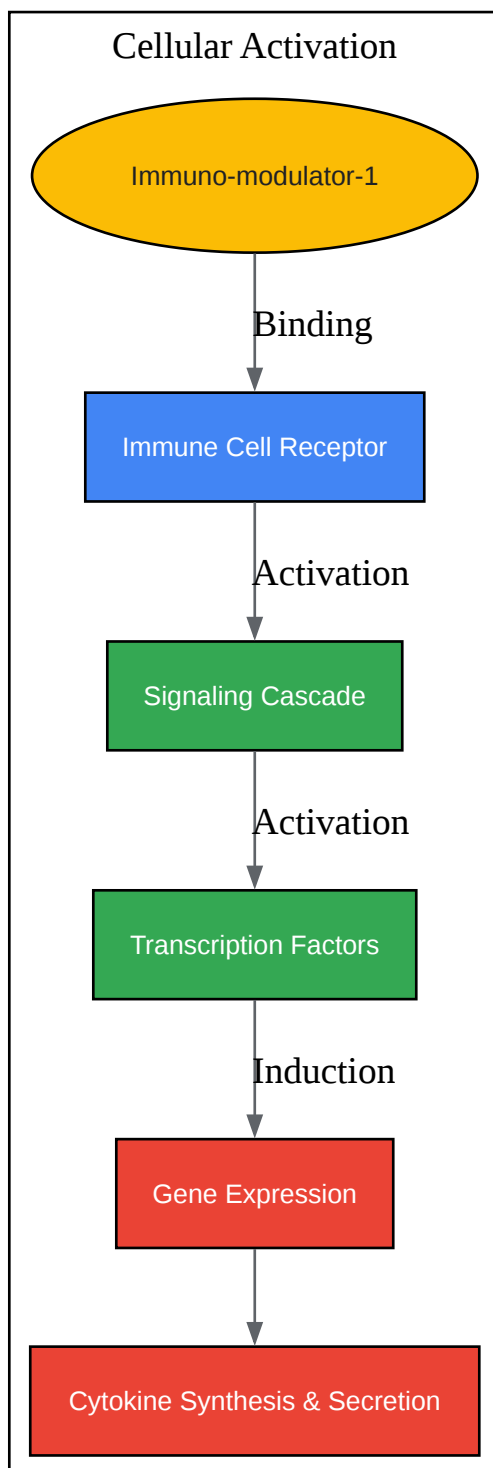 Cellular Activation
Immuno-modulator-1
Binding
Immune Cell Receptor
Activation
Signaling Cascade
Activation
Transcription Factors
Induction
Gene Expression
Cytokine Synthesis & Secretion